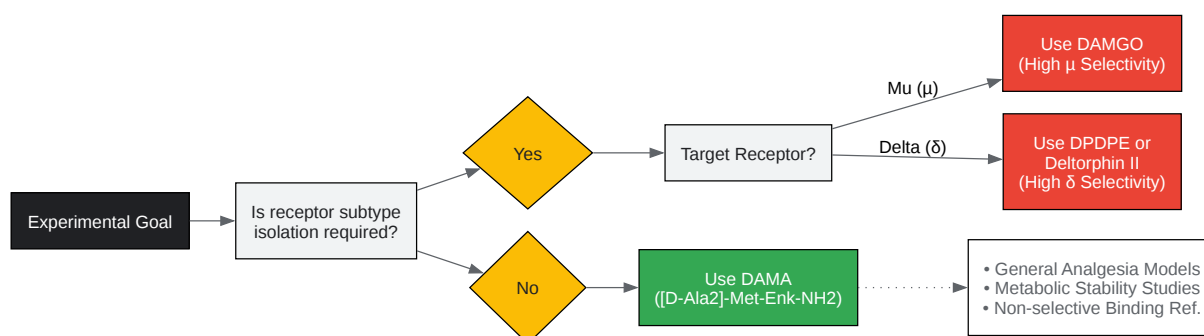 Experimental Goal
Is receptor subtype
isolation required?
Yes
Target Receptor?
Mu (µ)
Use DAMGO
(High µ Selectivity)
Delta (δ)
Use DPDPE or
Deltorphin II
(High δ Selectivity)
No
Use DAMA
([D-Ala2]-Met-Enk-NH2)
• General Analgesia Models
• Metabolic Stability Studies
• Non-selective Binding Ref.